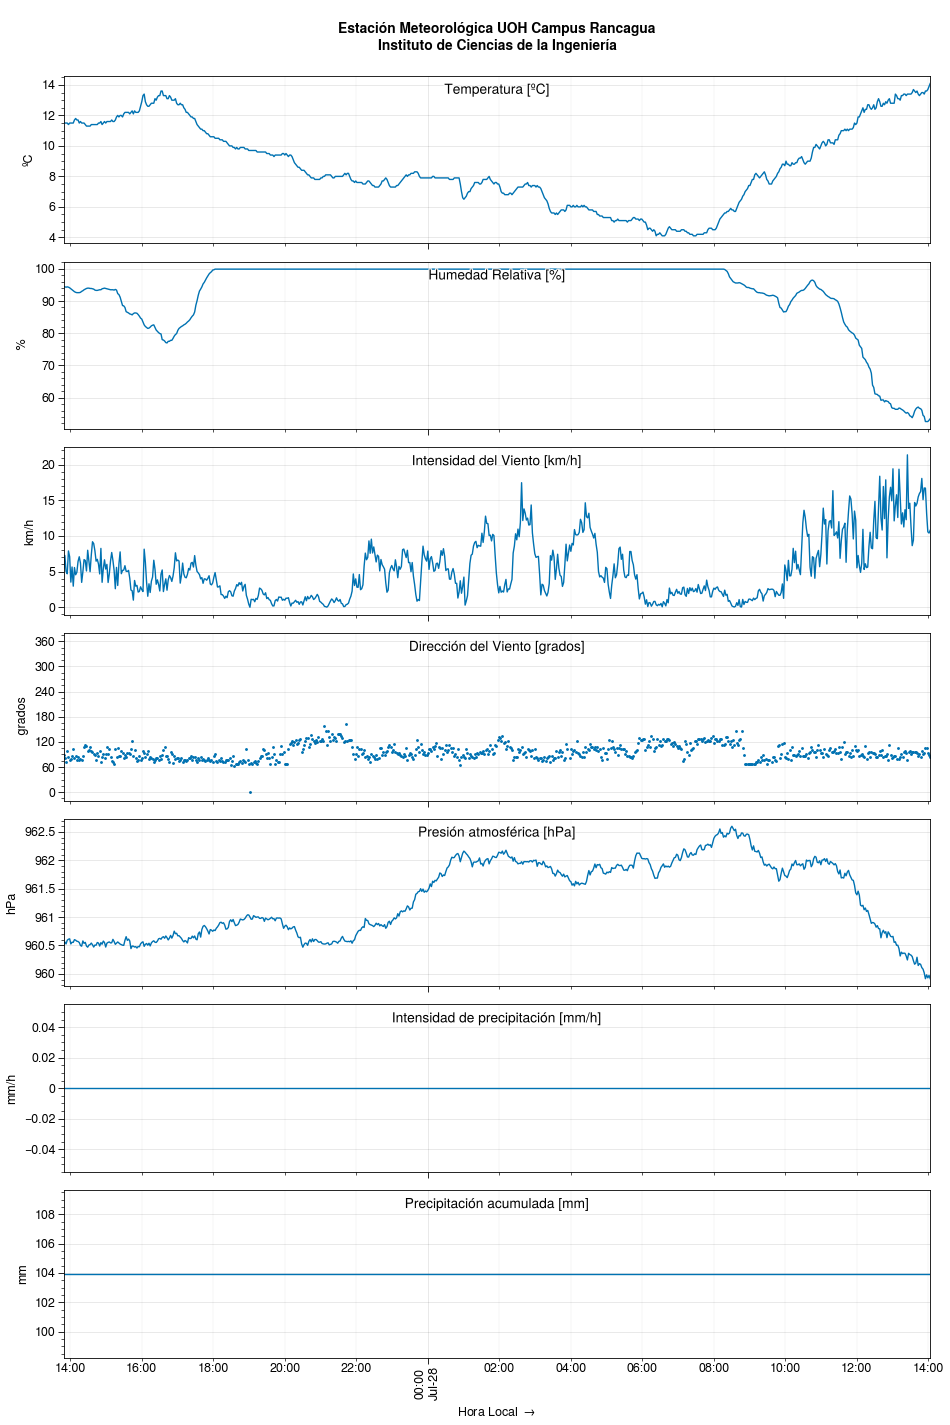 Estación Meteorológica UOH Campus Rancagua
Instituto de Ciencias de la Ingeniería
Temperatura [ºC]
14
12
10
8
6
4
ºC
Humedad Relativa [%]
100
90
80
70
60
%
Intensidad del Viento [km/h]
20
15
10
5
0
km/h
Dirección del Viento [grados]
360
300
240
180
120
60
0
grados
Presión atmosférica [hPa]
962.5
962
961.5
961
960.5
960
hPa
Intensidad de precipitación [mm/h]
0.04
0.02
0
−0.02
−0.04
mm/h
Precipitación acumulada [mm]
108
106
104
102
100
mm
14:00 16:00 18:00 20:00 22:00 00:00 02:00 04:00 06:00 08:00 10:00 12:00 14:00
Jul-28
Hora Local →